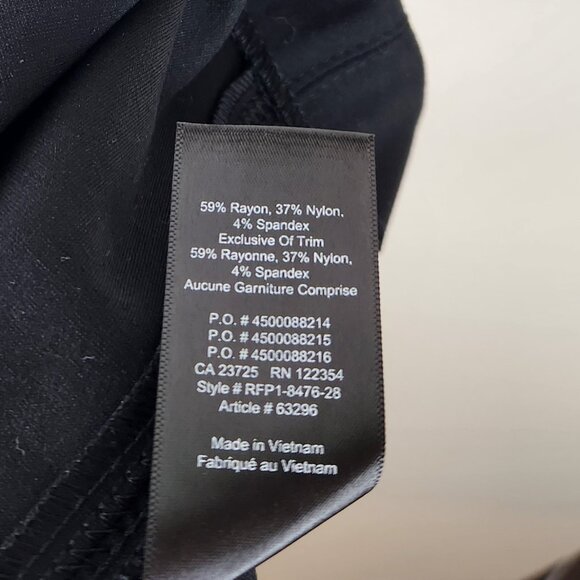 59% Rayon, 37% Nylon,
4% Spandex
Exclusive Of Trim
59% Rayonne, 37% Nylon,
4% Spandex
Aucune Garniture Comprise
P.O. # 4500088214
P.O. # 4500088215
P.O. # 4500088216
CA 23725 RN 122354
Style # RFP1-8476-28
Article # 63296
Made in Vietnam
Fabriqué au Vietnam